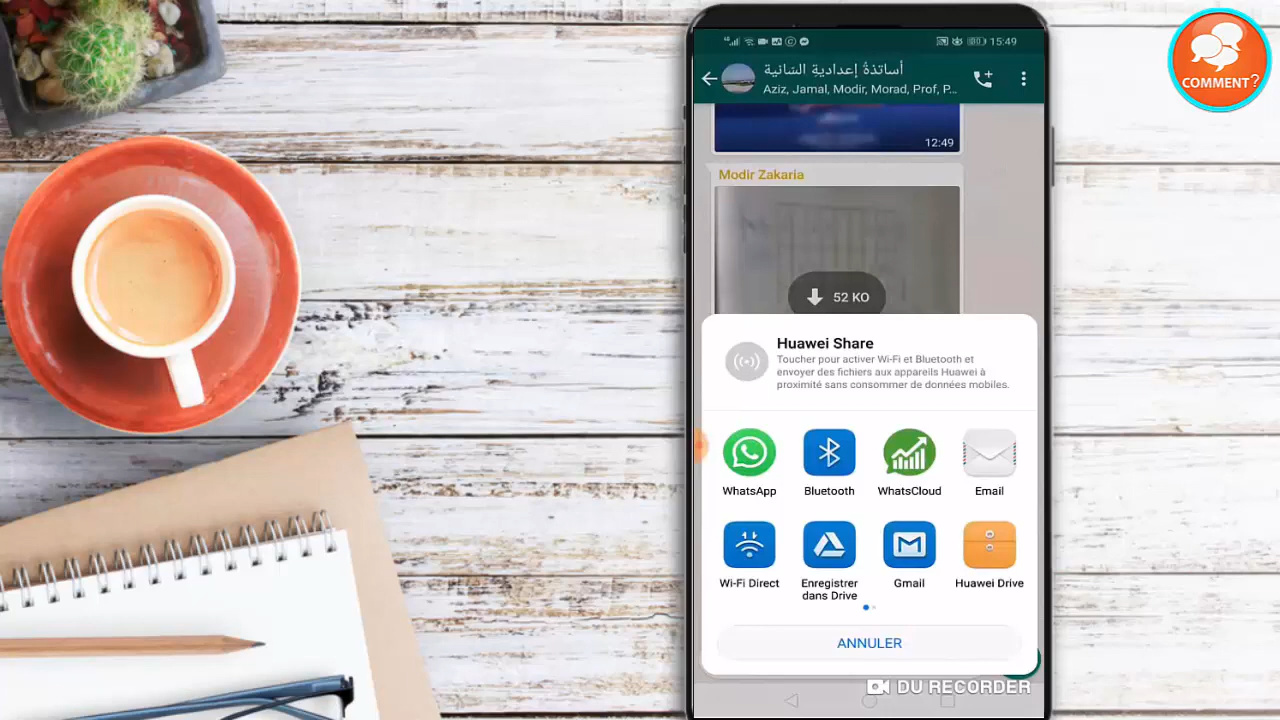 COMMENT?
15:49
أساتذةُ إعداديةِ السّانية
Aziz, Jamal, Modir, Morad, Prof, P...
12:49
Modir Zakaria
52 KO
Huawei Share
Toucher pour activer Wi-Fi et Bluetooth et
envoyer des fichiers aux appareils Huawei à
proximité sans consommer de données mobiles.
WhatsApp
Bluetooth
WhatsCloud
Email
Wi-Fi Direct
Enregistrer
dans Drive
Gmail
Huawei Drive
ANNULER
DU RECORDER